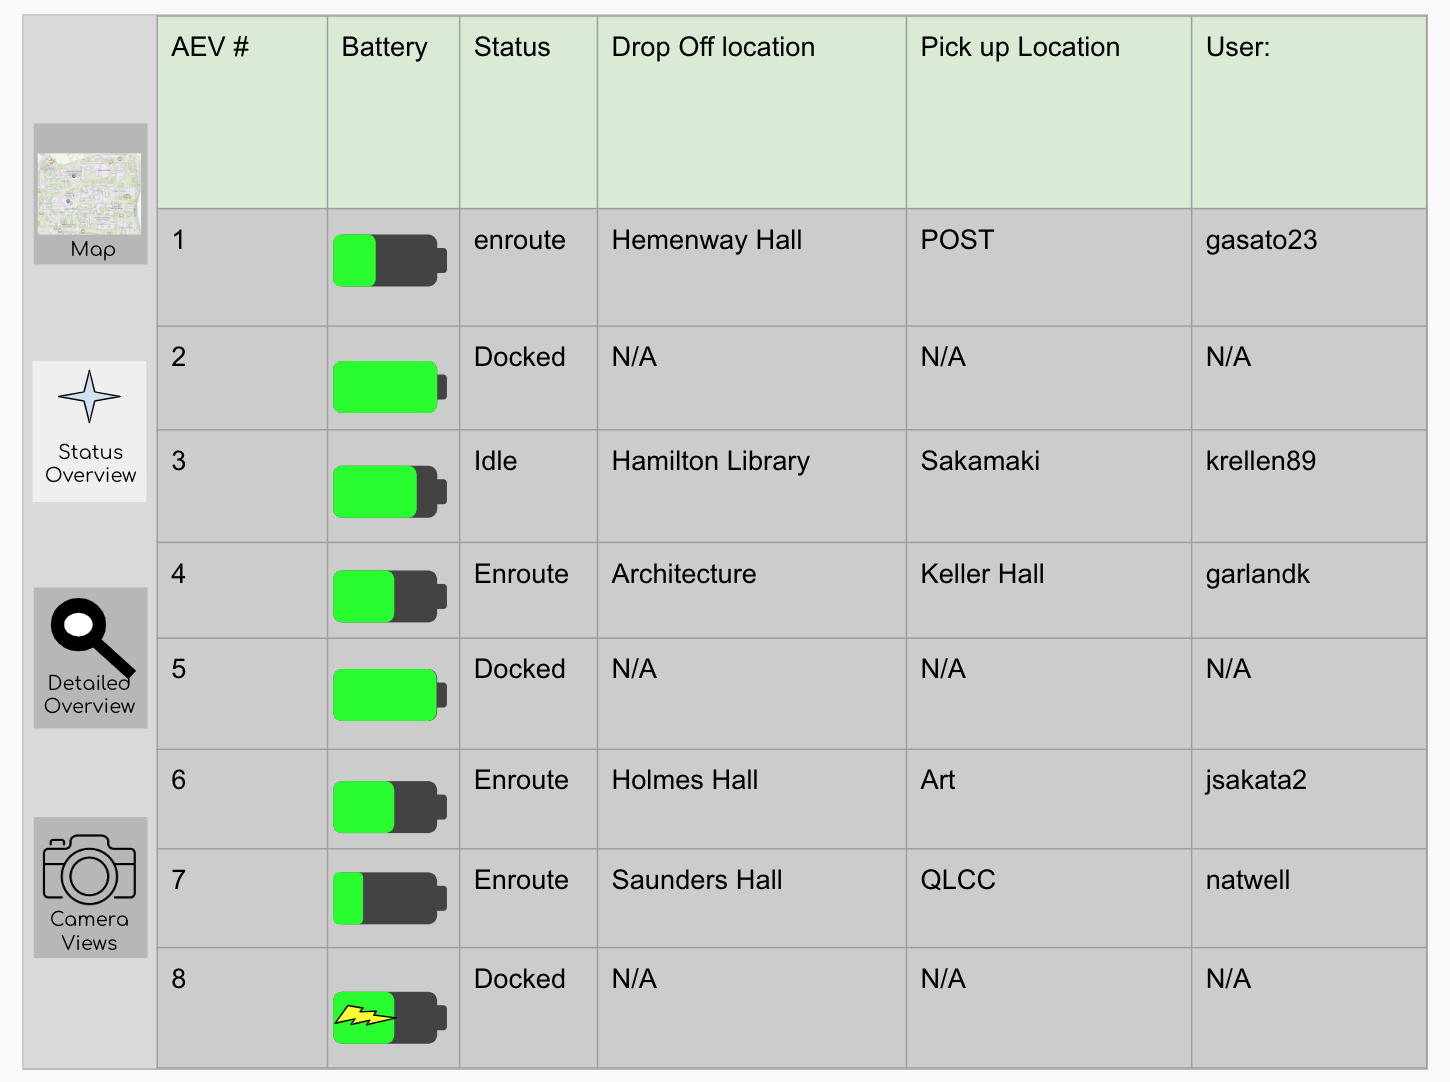 AEV #
Battery
Status
Drop Off location
Pick up Location
User:
Map
Status
Overview
Detailed
Overview
Camera
Views
1
enroute
Hemenway Hall
POST
gasato23
2
Docked
N/A
N/A
N/A
3
Idle
Hamilton Library
Sakamaki
krellen89
4
Enroute
Architecture
Keller Hall
garlandk
5
Docked
N/A
N/A
N/A
6
Enroute
Holmes Hall
Art
jsakata2
7
Enroute
Saunders Hall
QLCC
natwell
8
Docked
N/A
N/A
N/A